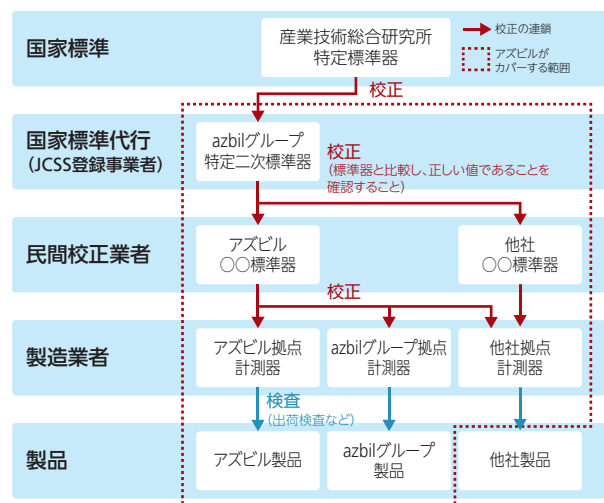 国家標準
産業技術総合研究所
特定標準器
校正の連鎖
アズビルが
カバーする範囲
校正
国家標準代行
(JCSS登録事業者)
azbilグループ
特定二次標準器
校正
(標準器と比較し、正しい値であることを
確認すること)
民間校正業者
アズビル
〇〇標準器
他社
〇〇標準器
校正
製造業者
アズビル拠点
計測器
azbilグループ拠点
計測器
他社拠点
計測器
検査
(出荷検査など)
製品
アズビル製品
azbilグループ
製品
他社製品